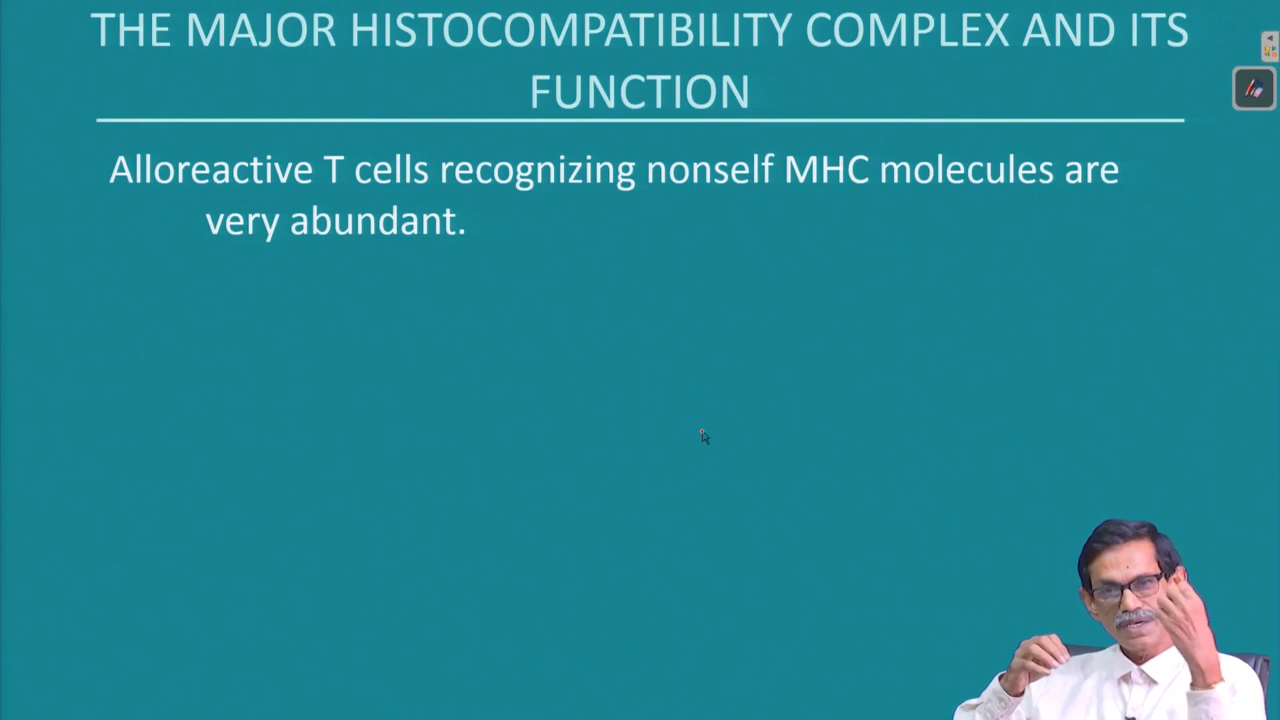 THE MAJOR HISTOCOMPATIBILITY COMPLEX AND ITS
FUNCTION
Alloreactive T cells recognizing nonself MHC molecules are
very abundant.